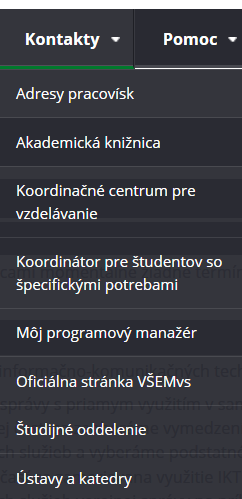 Kontakty Pomoc
Adresy pracovísk
Akademická knižnica
Koordinačné centrum pre
vzdelávanie
Koordinátor pre študentov so
špecifickými potrebami
Môj programový manažér
Oficiálna stránka VŠEMvs
Študijné oddelenie
Ústavy a katedry